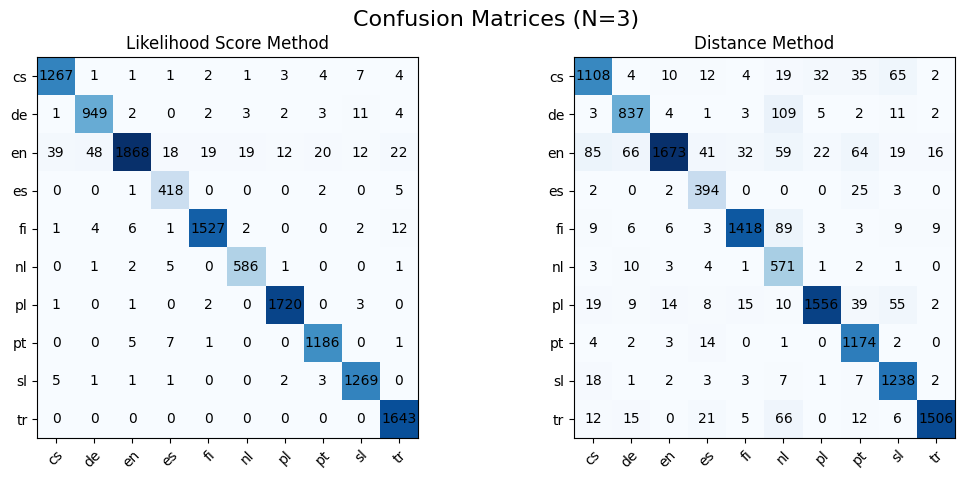 Confusion Matrices (N=3)
Likelihood Score Method
cs 1267 1 1 1 2 1 3 4 7 4
de 1 949 2 0 2 3 2 3 11 4
en 39 48 1868 18 19 19 12 20 12 22
es 0 0 1 418 0 0 0 2 0 5
fi 1 4 6 1 1527 2 0 0 2 12
nl 0 1 2 5 0 586 1 0 0 1
pl 1 0 1 0 2 0 1720 0 3 0
pt 0 0 5 7 1 0 0 1186 0 1
sl 5 1 1 1 0 0 2 3 1269 0
tr 0 0 0 0 0 0 0 0 0 1643
cs de en es fi nl pl pt sl tr
Distance Method
cs 1108 4 10 12 4 19 32 35 65 2
de 3 837 4 1 3 109 5 2 11 2
en 85 66 1673 41 32 59 22 64 19 16
es 2 0 2 394 0 0 0 25 3 0
fi 9 6 6 3 1418 89 3 3 9 9
nl 3 10 3 4 1 571 1 2 1 0
pl 19 9 14 8 15 10 1556 39 55 2
pt 4 2 3 14 0 1 0 1174 2 0
sl 18 1 2 3 3 7 1 7 1238 2
tr 12 15 0 21 5 66 0 12 6 1506
cs de en es fi nl pl pt sl tr